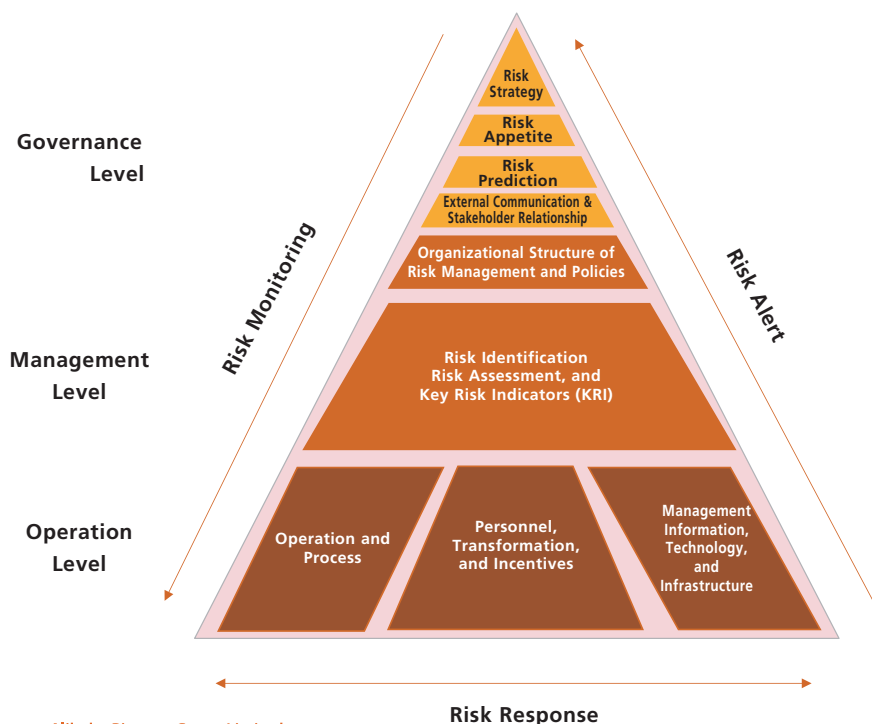 Risk
Strategy
Risk
Appetite
Risk
Prediction
External Communication &
Stakeholder Relationship
Governance
Level
Organizational Structure of
Risk Management and Policies
Risk Monitoring
Risk Alert
Management
Level
Risk Identification
Risk Assessment, and
Key Risk Indicators (KRI)
Operation
Level
Operation and
Process
Personnel,
Transformation,
and Incentives
Management
Information,
Technology,
and
Infrastructure
Risk Response